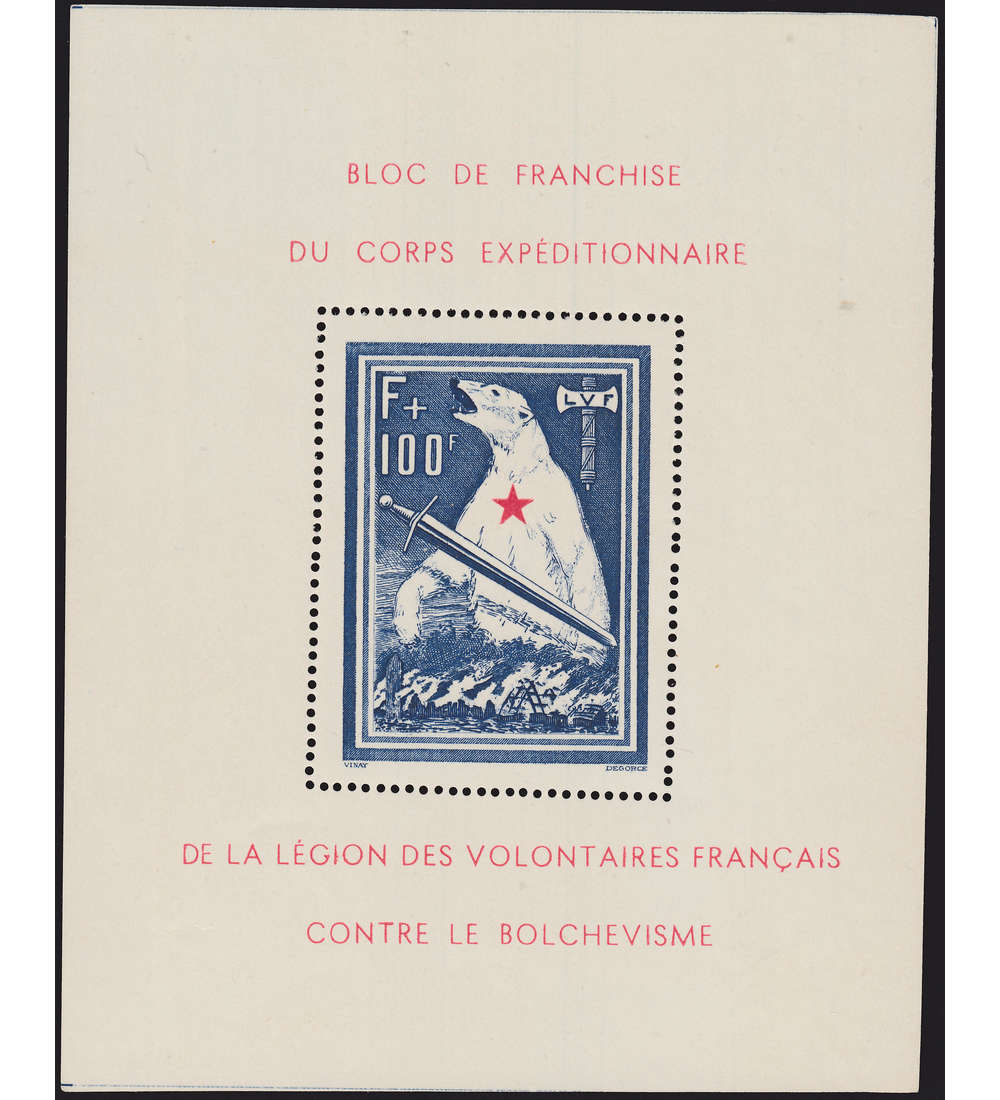 BLOC DE FRANCHISE
DU CORPS EXPÉDITIONNAIRE
F+
100F
LVF
VINAY
DEGORCE
DE LA LÉGION DES VOLONTAIRES FRANÇAIS
CONTRE LE BOLCHEVISME